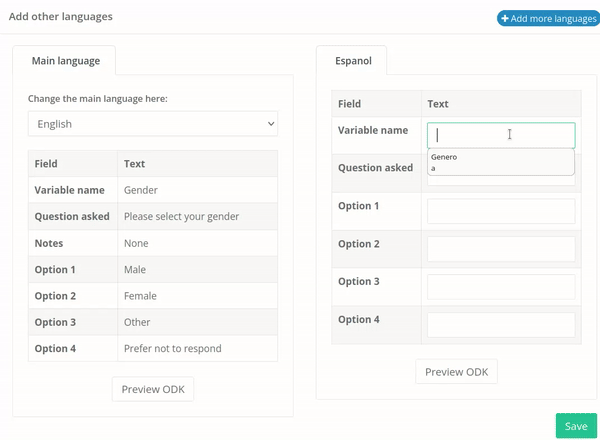 Add other languages
+ Add more languages
Main language
Change the main language here:
English
Field Text
Variable name Gender
Question asked Please select your gender
Notes None
Option 1 Male
Option 2 Female
Option 3 Other
Option 4 Prefer not to respond
Preview ODK
Espanol
Field Text
Variable name
Genero
a
Question asked
Option 1
Option 2
Option 3
Option 4
Preview ODK
Save